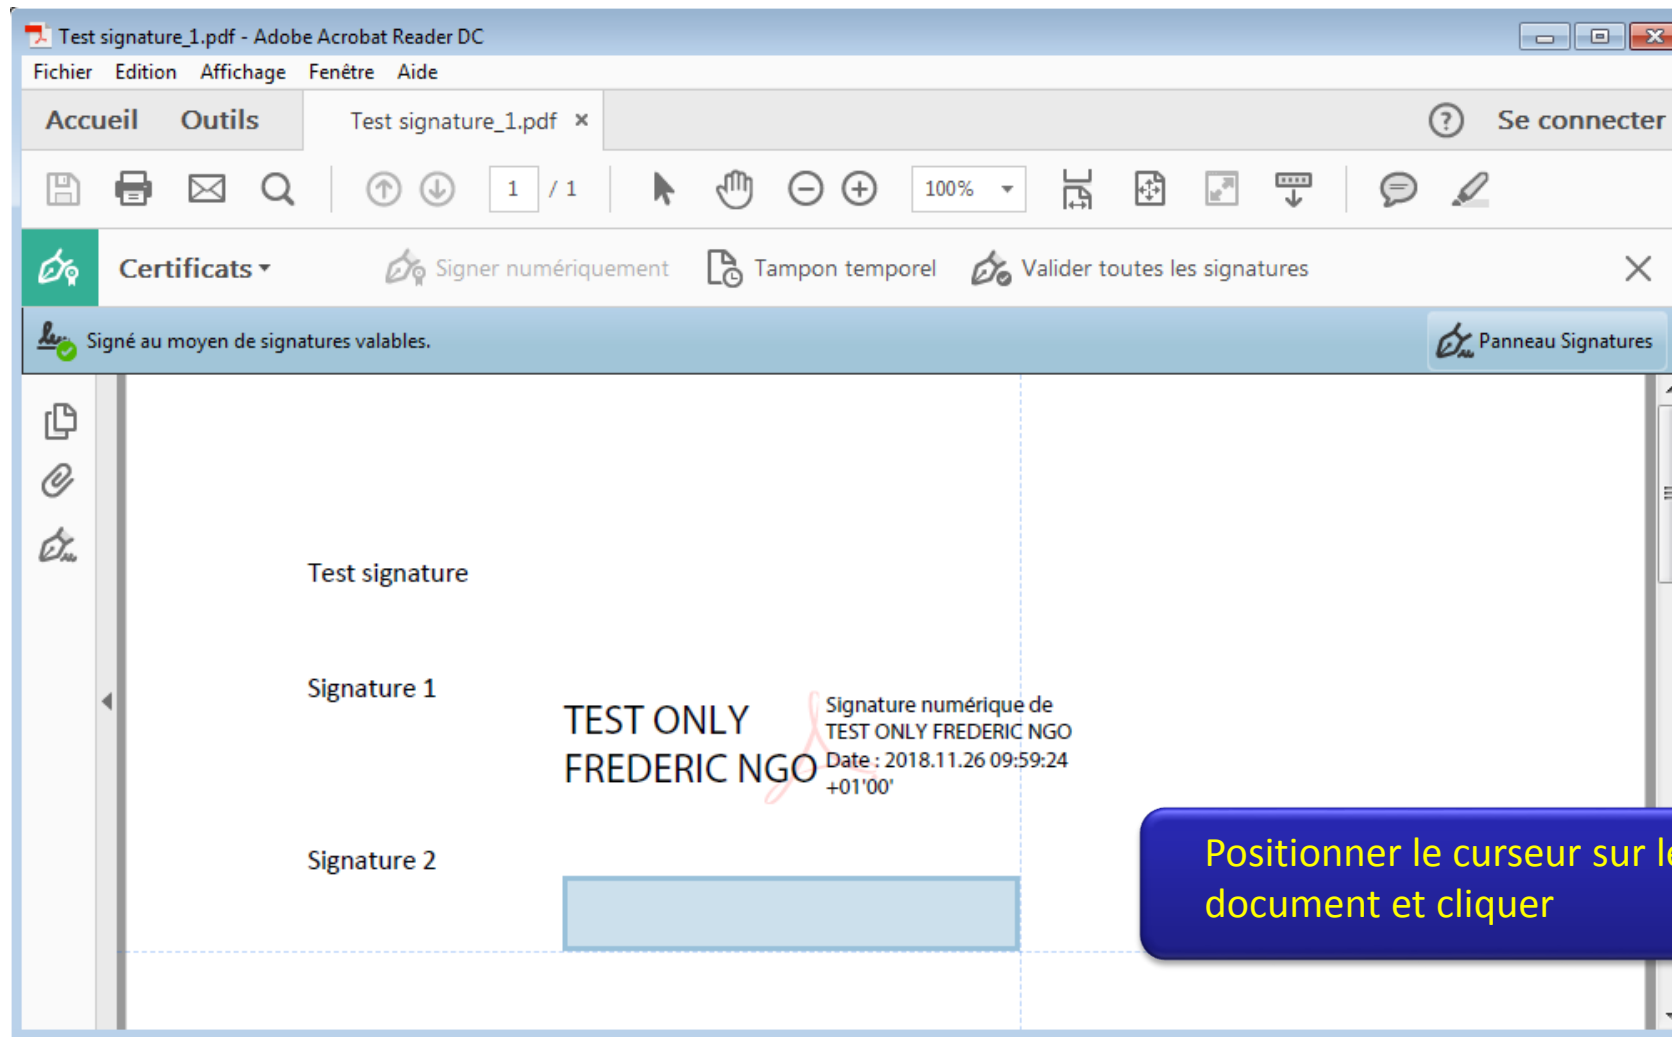 Test signature_1.pdf - Adobe Acrobat Reader DC
Fichier Edition Affichage Fenêtre Aide
Accueil Outils Test signature_1.pdf × ? Se connecter
1 / 1 100%
Certificats Signer numériquement Tampon temporel Valider toutes les signatures
Signé au moyen de signatures valables. Panneau Signatures
Test signature
Signature 1
TEST ONLY
FREDERIC NGO
Signature numérique de
TEST ONLY FREDERIC NGO
Date : 2018.11.26 09:59:24
+01'00'
Signature 2
Positionner le curseur sur le
document et cliquer